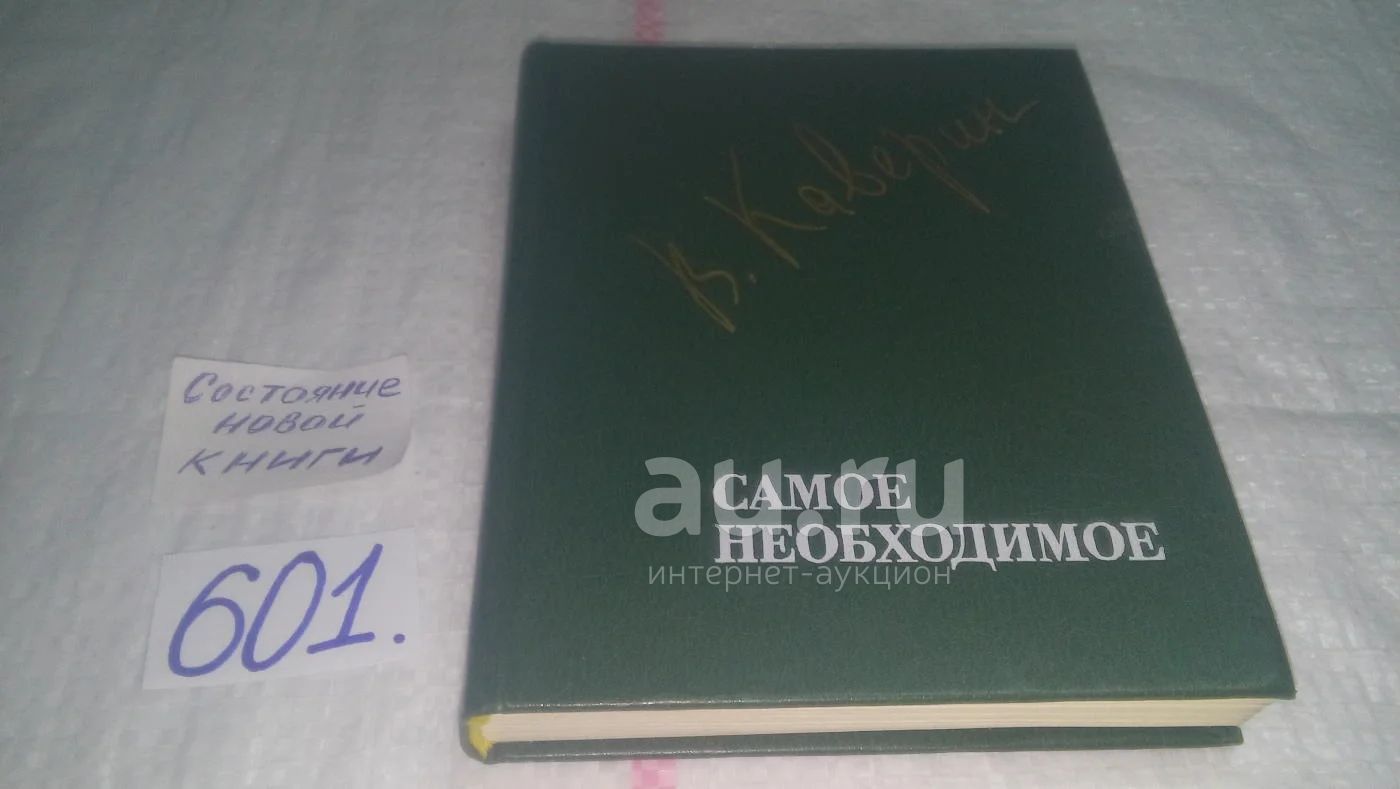 В. Каверин
САМОЕ
НЕОБХОДИМОЕ
au.ru
интернет-аукцион
Состояние
новой
книги
601.